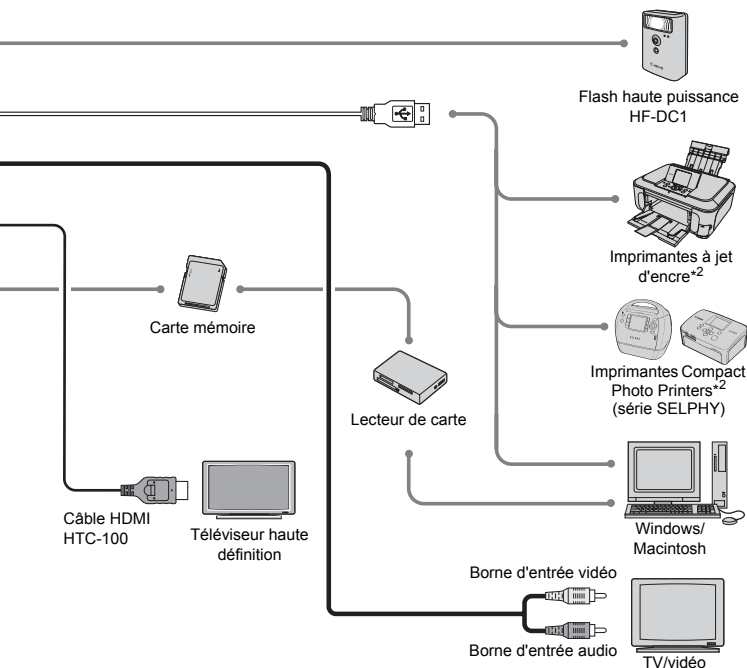 Flash haute puissance
HF-DC1
Imprimantes à jet
d'encre*2
Carte mémoire
Imprimantes Compact
Photo Printers*2
(série SELPHY)
Lecteur de carte
Câble HDMI
HTC-100
Téléviseur haute
définition
Windows/
Macintosh
Borne d'entrée vidéo
Borne d'entrée audio
TV/vidéo